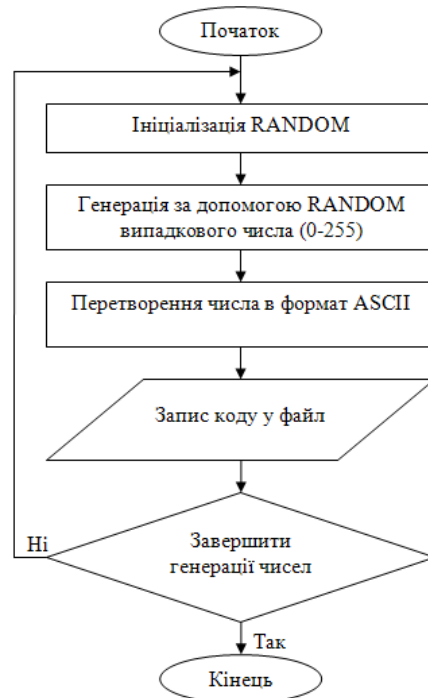 Початок
Ініціалізація RANDOM
Генерація за допомогою RANDOM
випадкового числа (0-255)
Перетворення числа в формат ASCII
Запис коду у файл
Завершити
генерації чисел
Ні
Так
Кінець